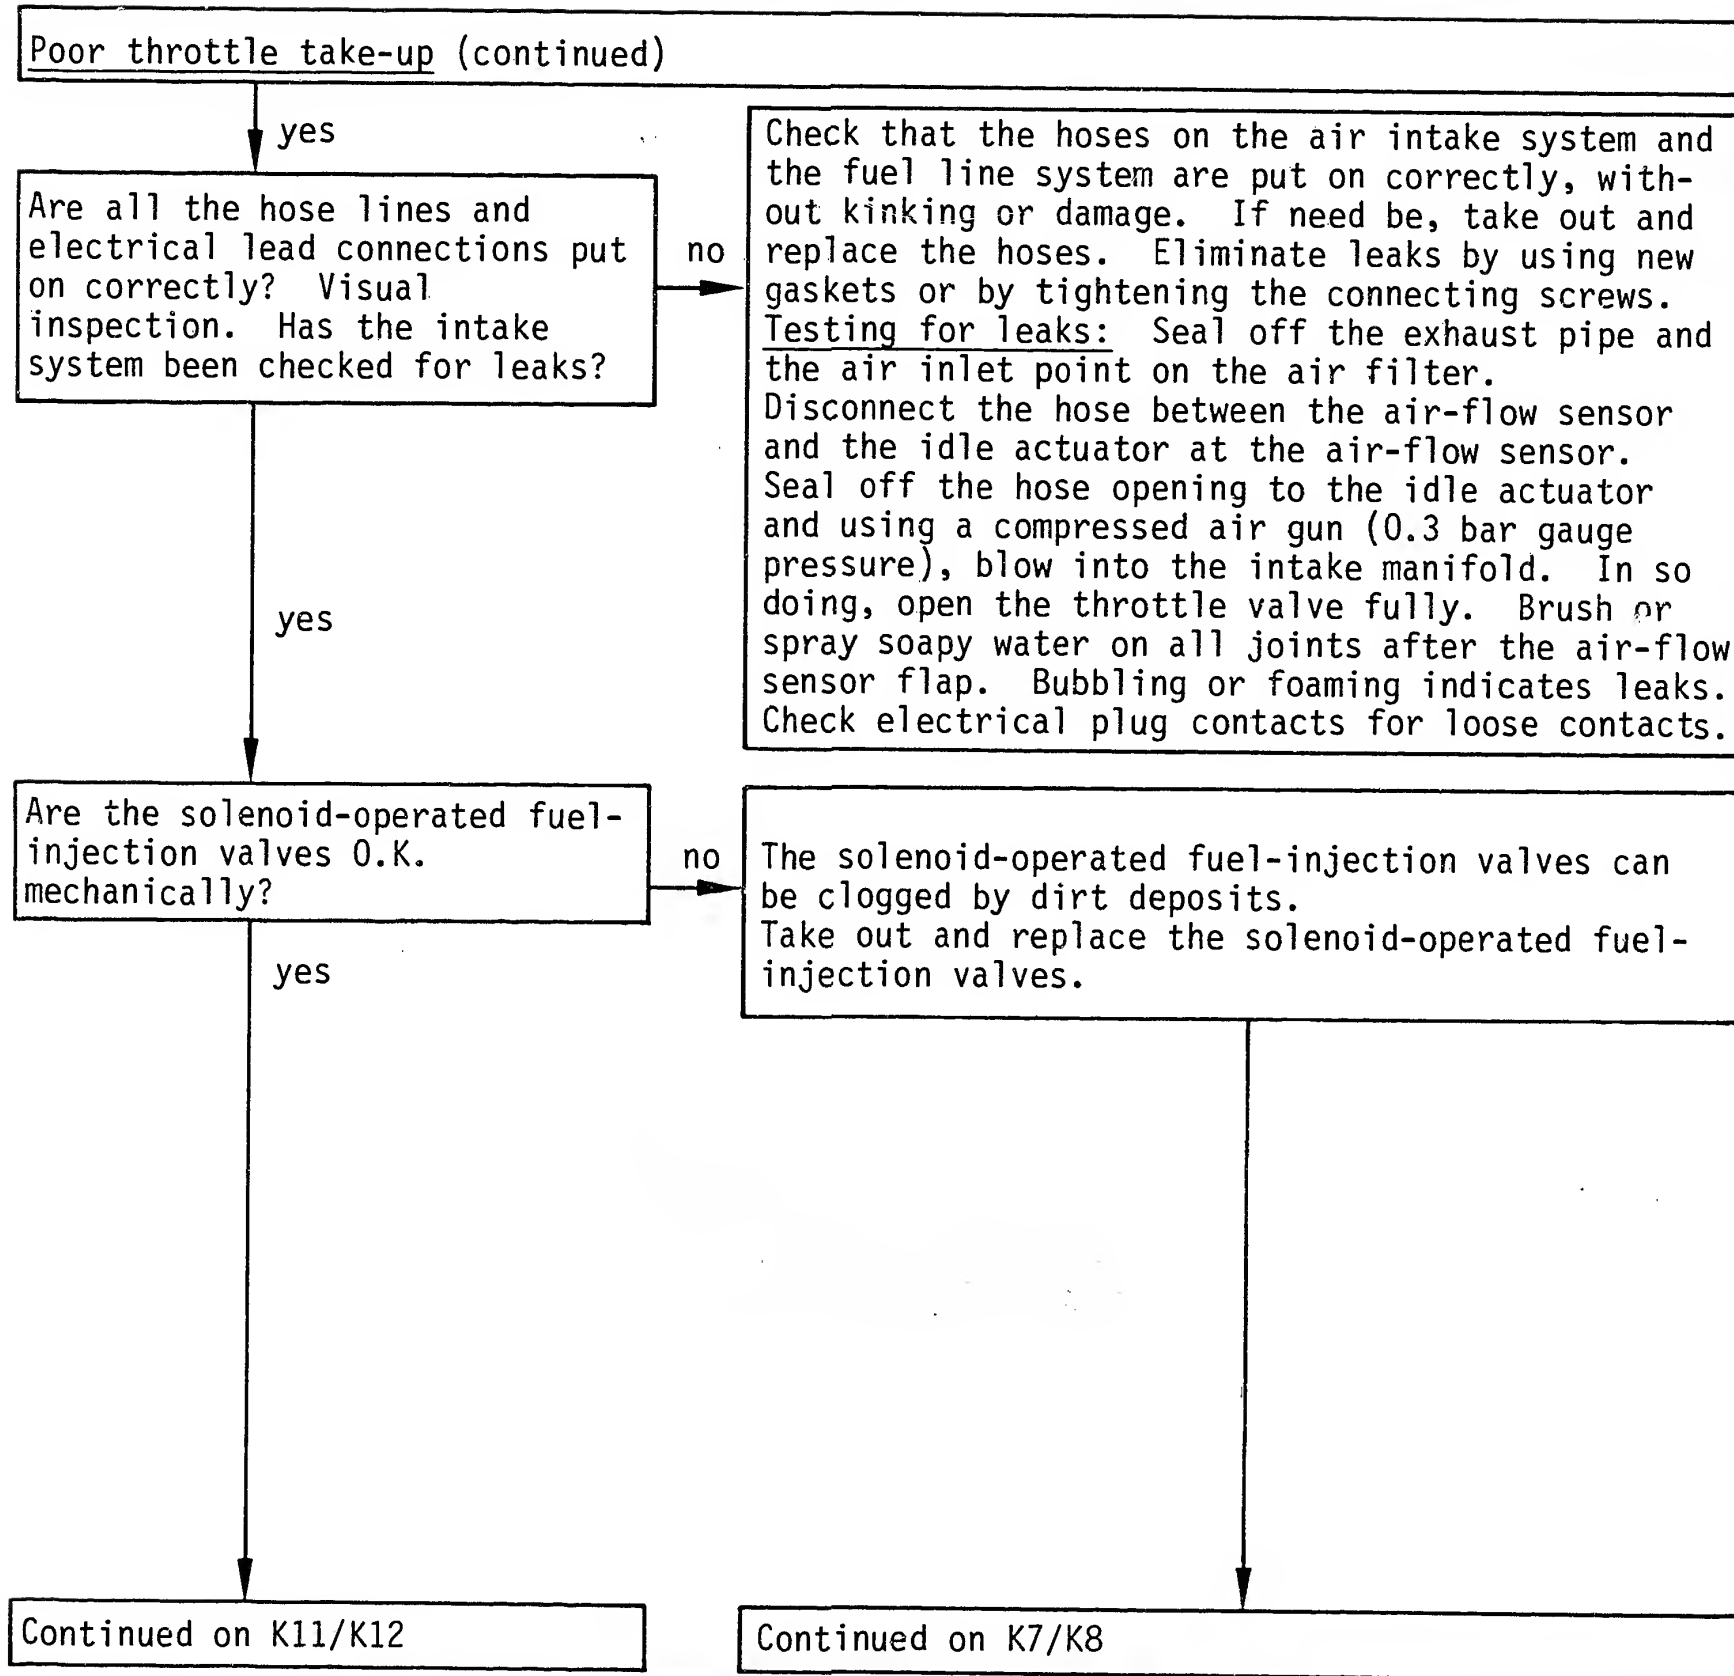 Poor throttle take-up (continued)
yes
Are all the hose lines and
electrical lead connections put
on correctly? Visual
inspection. Has the intake
system been checked for leaks?
no
Check that the hoses on the air intake system and
the fuel line system are put on correctly, with-
out kinking or damage. If need be, take out and
replace the hoses. Eliminate leaks by using new
gaskets or by tightening the connecting screws.
Testing for leaks: Seal off the exhaust pipe and
the air inlet point on the air filter.
Disconnect the hose between the air-flow sensor
and the idle actuator at the air-flow sensor.
Seal off the hose opening to the idle actuator
and using a compressed air gun (0.3 bar gauge
pressure), blow into the intake manifold. In so
doing, open the throttle valve fully. Brush or
spray soapy water on all joints after the air-flow
sensor flap. Bubbling or foaming indicates leaks.
Check electrical plug contacts for loose contacts.
yes
Are the solenoid-operated fuel-
injection valves O.K.
mechanically?
no
The solenoid-operated fuel-injection valves can
be clogged by dirt deposits.
Take out and replace the solenoid-operated fuel-
injection valves.
yes
Continued on K11/K12
Continued on K7/K8